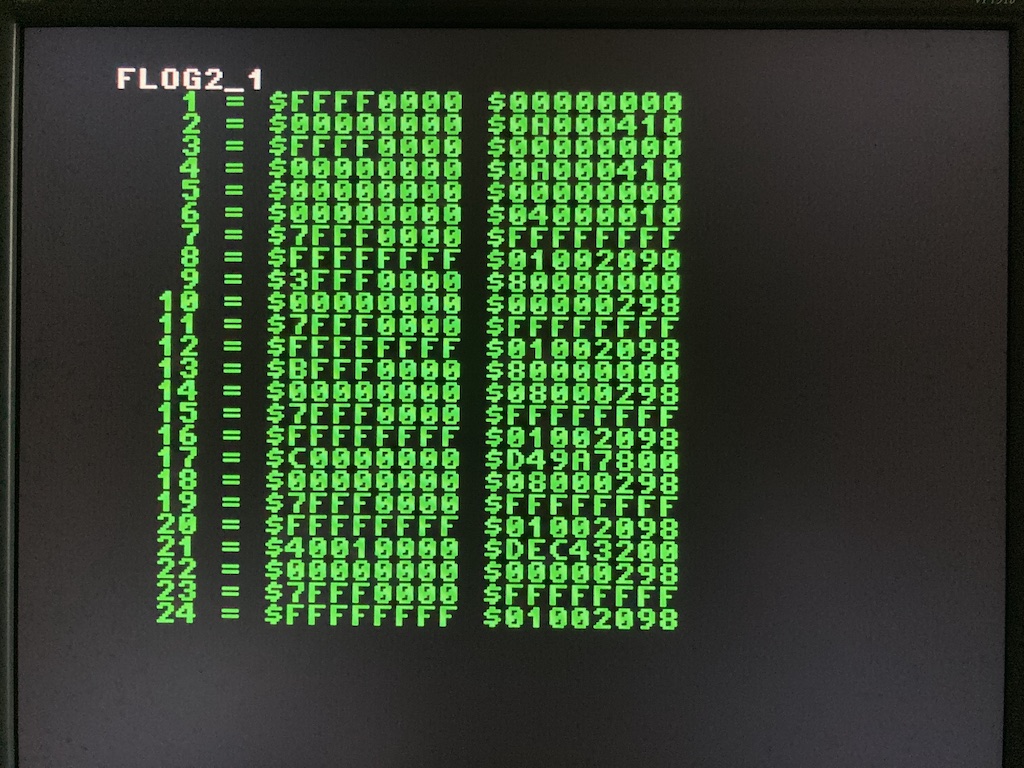 FLOG2_1
1 = $FFFF0000 $00000000
2 = $00000000 $0A000410
3 = $FFFF0000 $00000000
4 = $00000000 $0A000410
5 = $00000000 $00000000
6 = $00000000 $04000010
7 = $7FFF0000 $FFFFFFFF
8 = $FFFFFFFF $01002090
9 = $3FFF0000 $80000000
10 = $00000000 $00000298
11 = $7FFF0000 $FFFFFFFF
12 = $FFFFFFFF $01002098
13 = $BFFF0000 $80000000
14 = $00000000 $08000298
15 = $7FFF0000 $FFFFFFFF
16 = $FFFFFFFF $01002098
17 = $C0000000 $D49A7800
18 = $00000000 $08000298
19 = $7FFF0000 $FFFFFFFF
20 = $FFFFFFFF $01002098
21 = $40010000 $DEC43200
22 = $00000000 $00000298
23 = $7FFF0000 $FFFFFFFF
24 = $FFFFFFFF $01002098